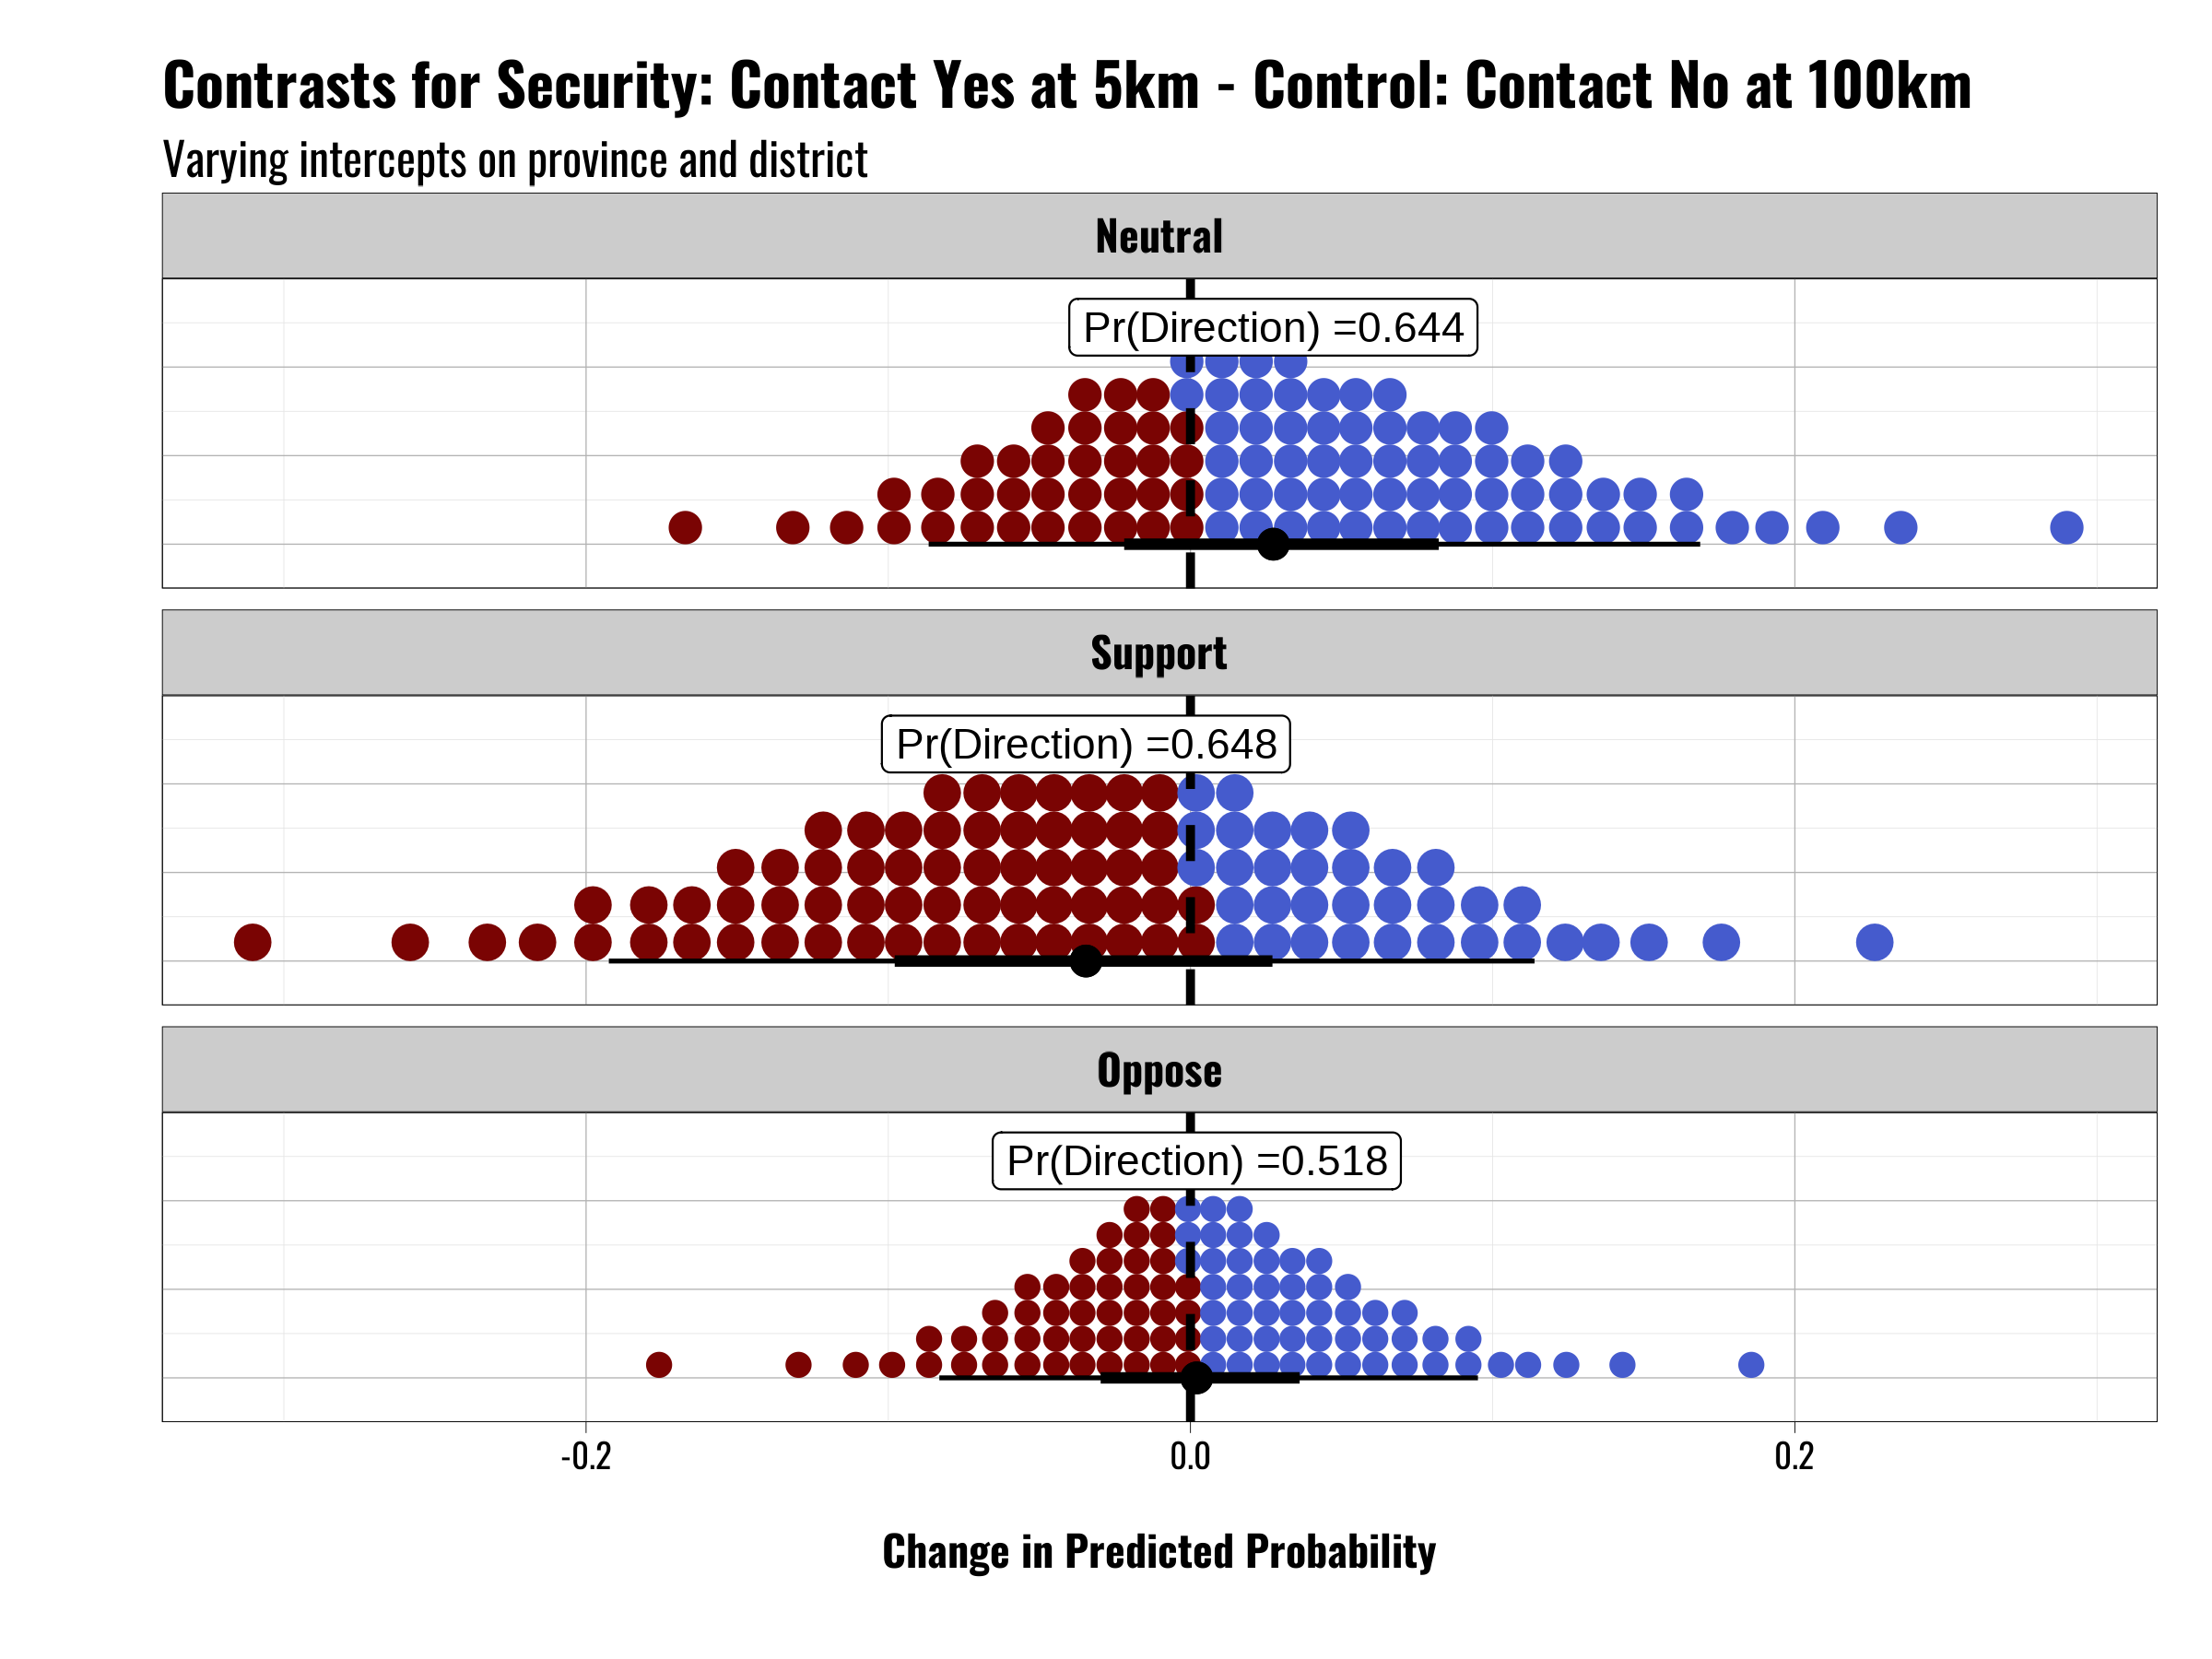 Contrasts for Security: Contact Yes at 5km - Control: Contact No at 100km
Varying intercepts on province and district
Neutral
Pr(Direction) =0.644
Support
Pr(Direction) =0.648
Oppose
Pr(Direction) =0.518
-0.2 0.0 0.2
Change in Predicted Probability